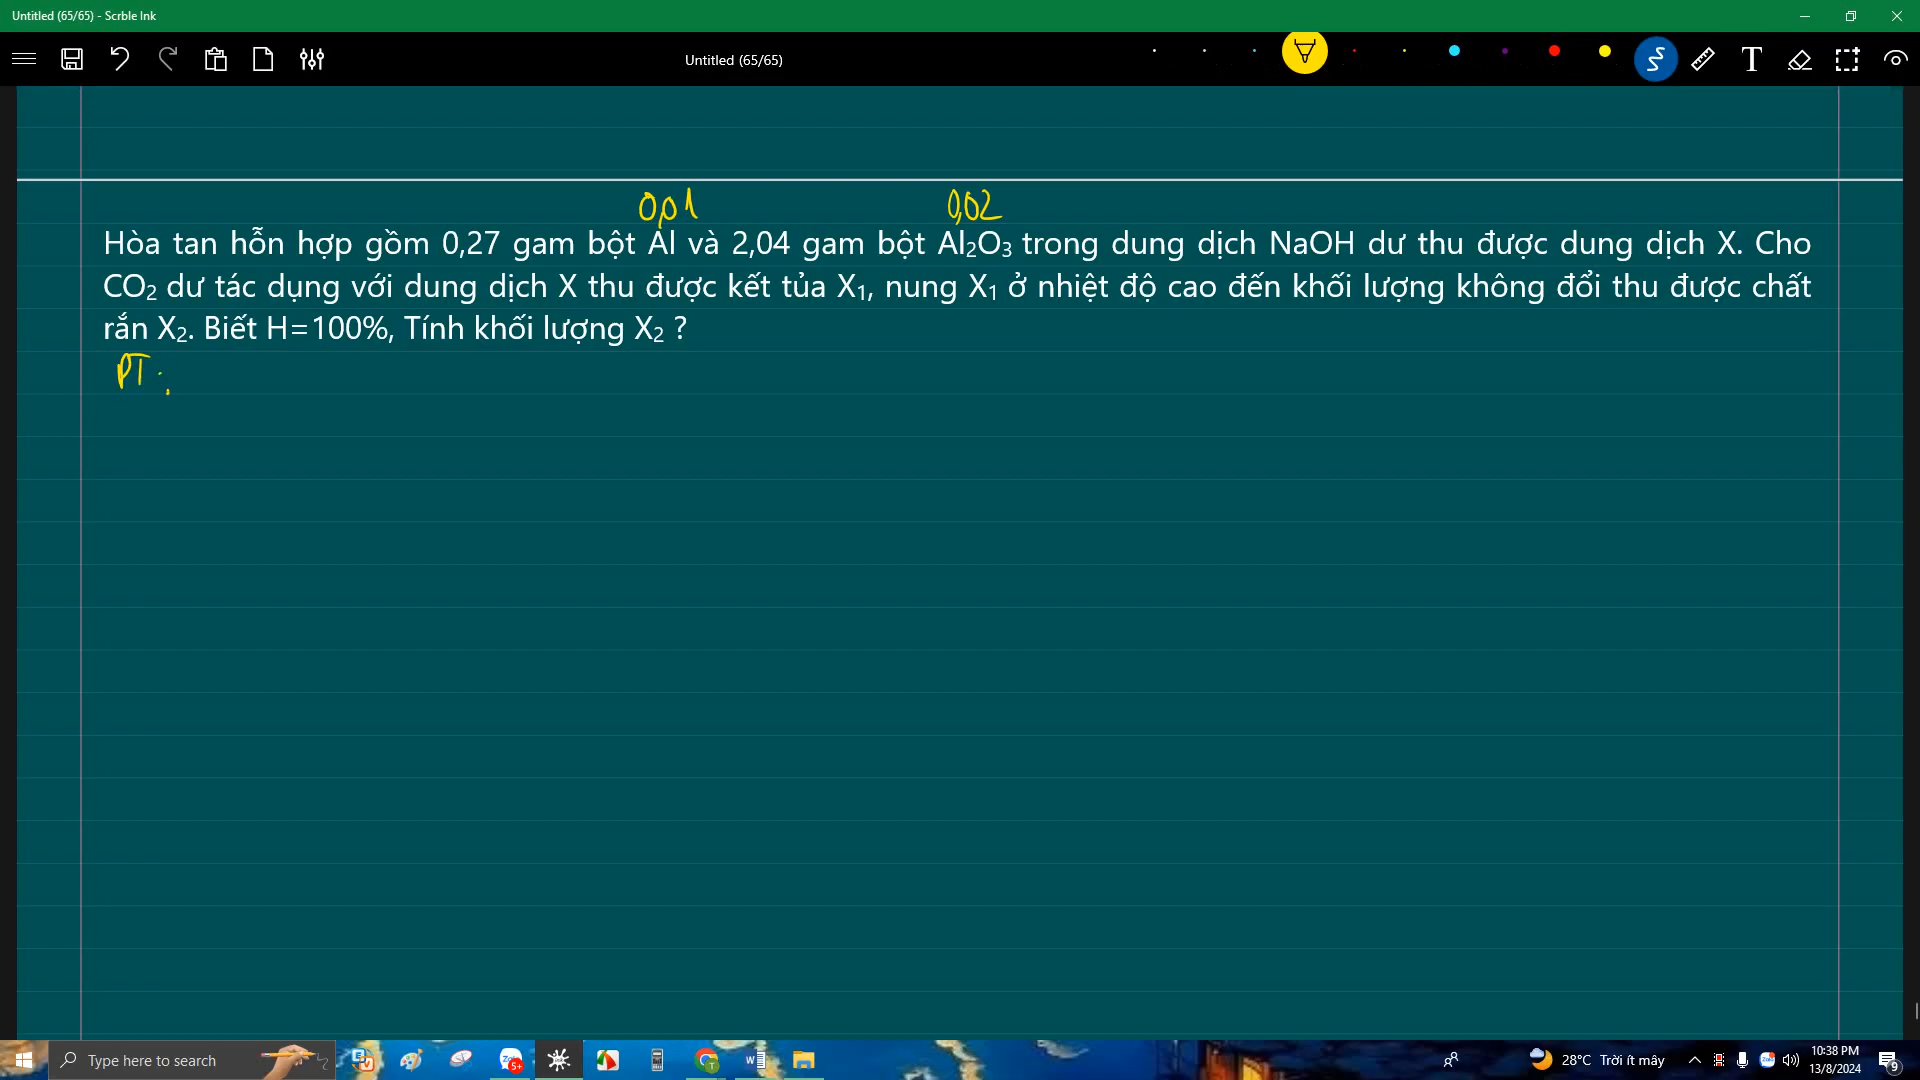 Untitled (65/65) - Scrble Ink
Untitled (65/65)
0,01 0,02
Hòa tan hỗn hợp gồm 0,27 gam bột Al và 2,04 gam bột Al₂O₃ trong dung dịch NaOH dư thu được dung dịch X. Cho
CO₂ dư tác dụng với dung dịch X thu được kết tủa X₁, nung X₁ ở nhiệt độ cao đến khối lượng không đổi thu được chất
rắn X₂. Biết H=100%, Tính khối lượng X₂ ?
PT:
Type here to search
28°C Trời ít mây
10:38 PM
13/8/2024